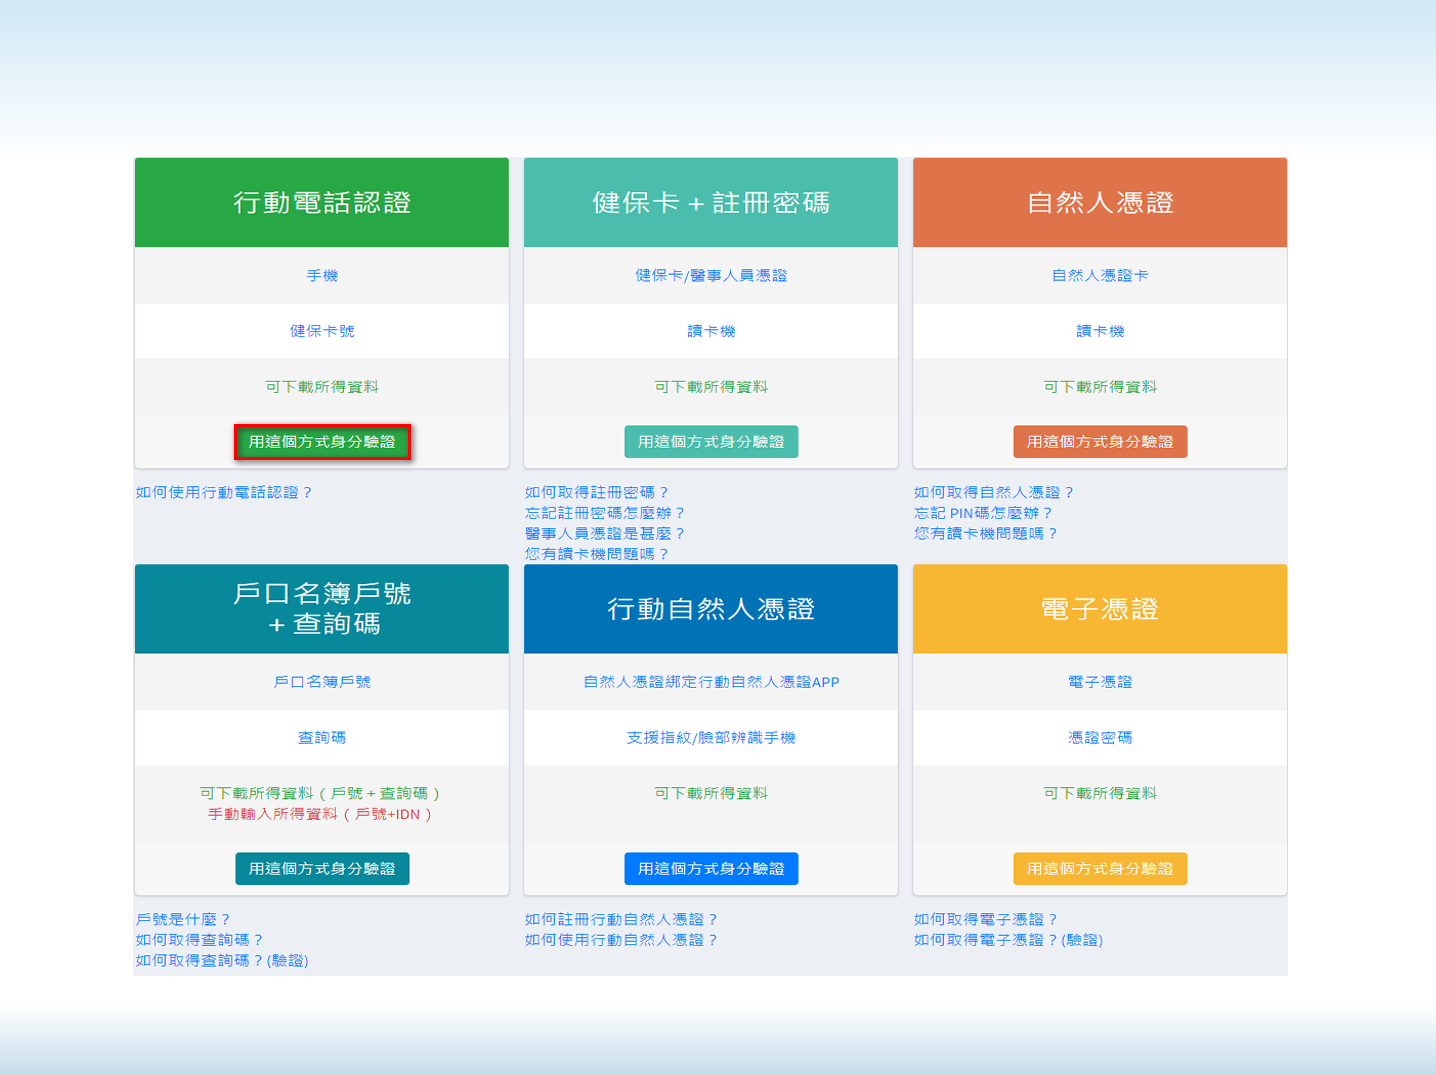 行動電話認證
手機
健保卡號
可下載所得資料
用這個方式身分驗證
如何使用行動電話認證？
健保卡＋註冊密碼
健保卡/醫事人員憑證
讀卡機
可下載所得資料
用這個方式身分驗證
如何取得註冊密碼？
忘記註冊密碼怎麼辦？
醫事人員憑證是甚麼？
您有讀卡機問題嗎？
自然人憑證
自然人憑證卡
讀卡機
可下載所得資料
用這個方式身分驗證
如何取得自然人憑證？
忘記 PIN碼怎麼辦？
您有讀卡機問題嗎？
戶口名簿戶號
＋查詢碼
戶口名簿戶號
查詢碼
可下載所得資料（戶號＋查詢碼）
手動輸入所得資料（戶號+IDN）
用這個方式身分驗證
戶號是什麼？
如何取得查詢碼？
如何取得查詢碼？(驗證)
行動自然人憑證
自然人憑證綁定行動自然人憑證APP
支援指紋/臉部辨識手機
可下載所得資料
用這個方式身分驗證
如何註冊行動自然人憑證？
如何使用行動自然人憑證？
電子憑證
電子憑證
憑證密碼
可下載所得資料
用這個方式身分驗證
如何取得電子憑證？
如何取得電子憑證？(驗證)